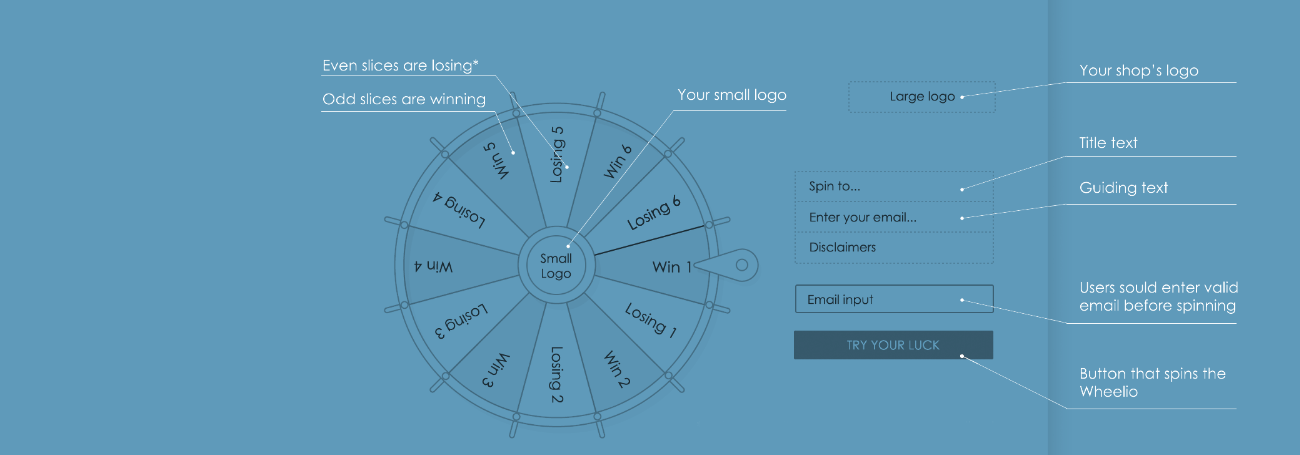 Even slices are losing*
Odd slices are winning
Your small logo
Large logo
Your shop's logo
Title text
Guiding text
Spin to...
Enter your email...
Disclaimers
Email input
TRY YOUR LUCK
Users sould enter valid
email before spinning
Button that spins the
Wheelio
Win 1
Losing 1
Win 2
Losing 2
Win 3
Losing 3
Win 4
Losing 4
Win 5
Losing 5
Win 6
Losing 6
Small
Logo